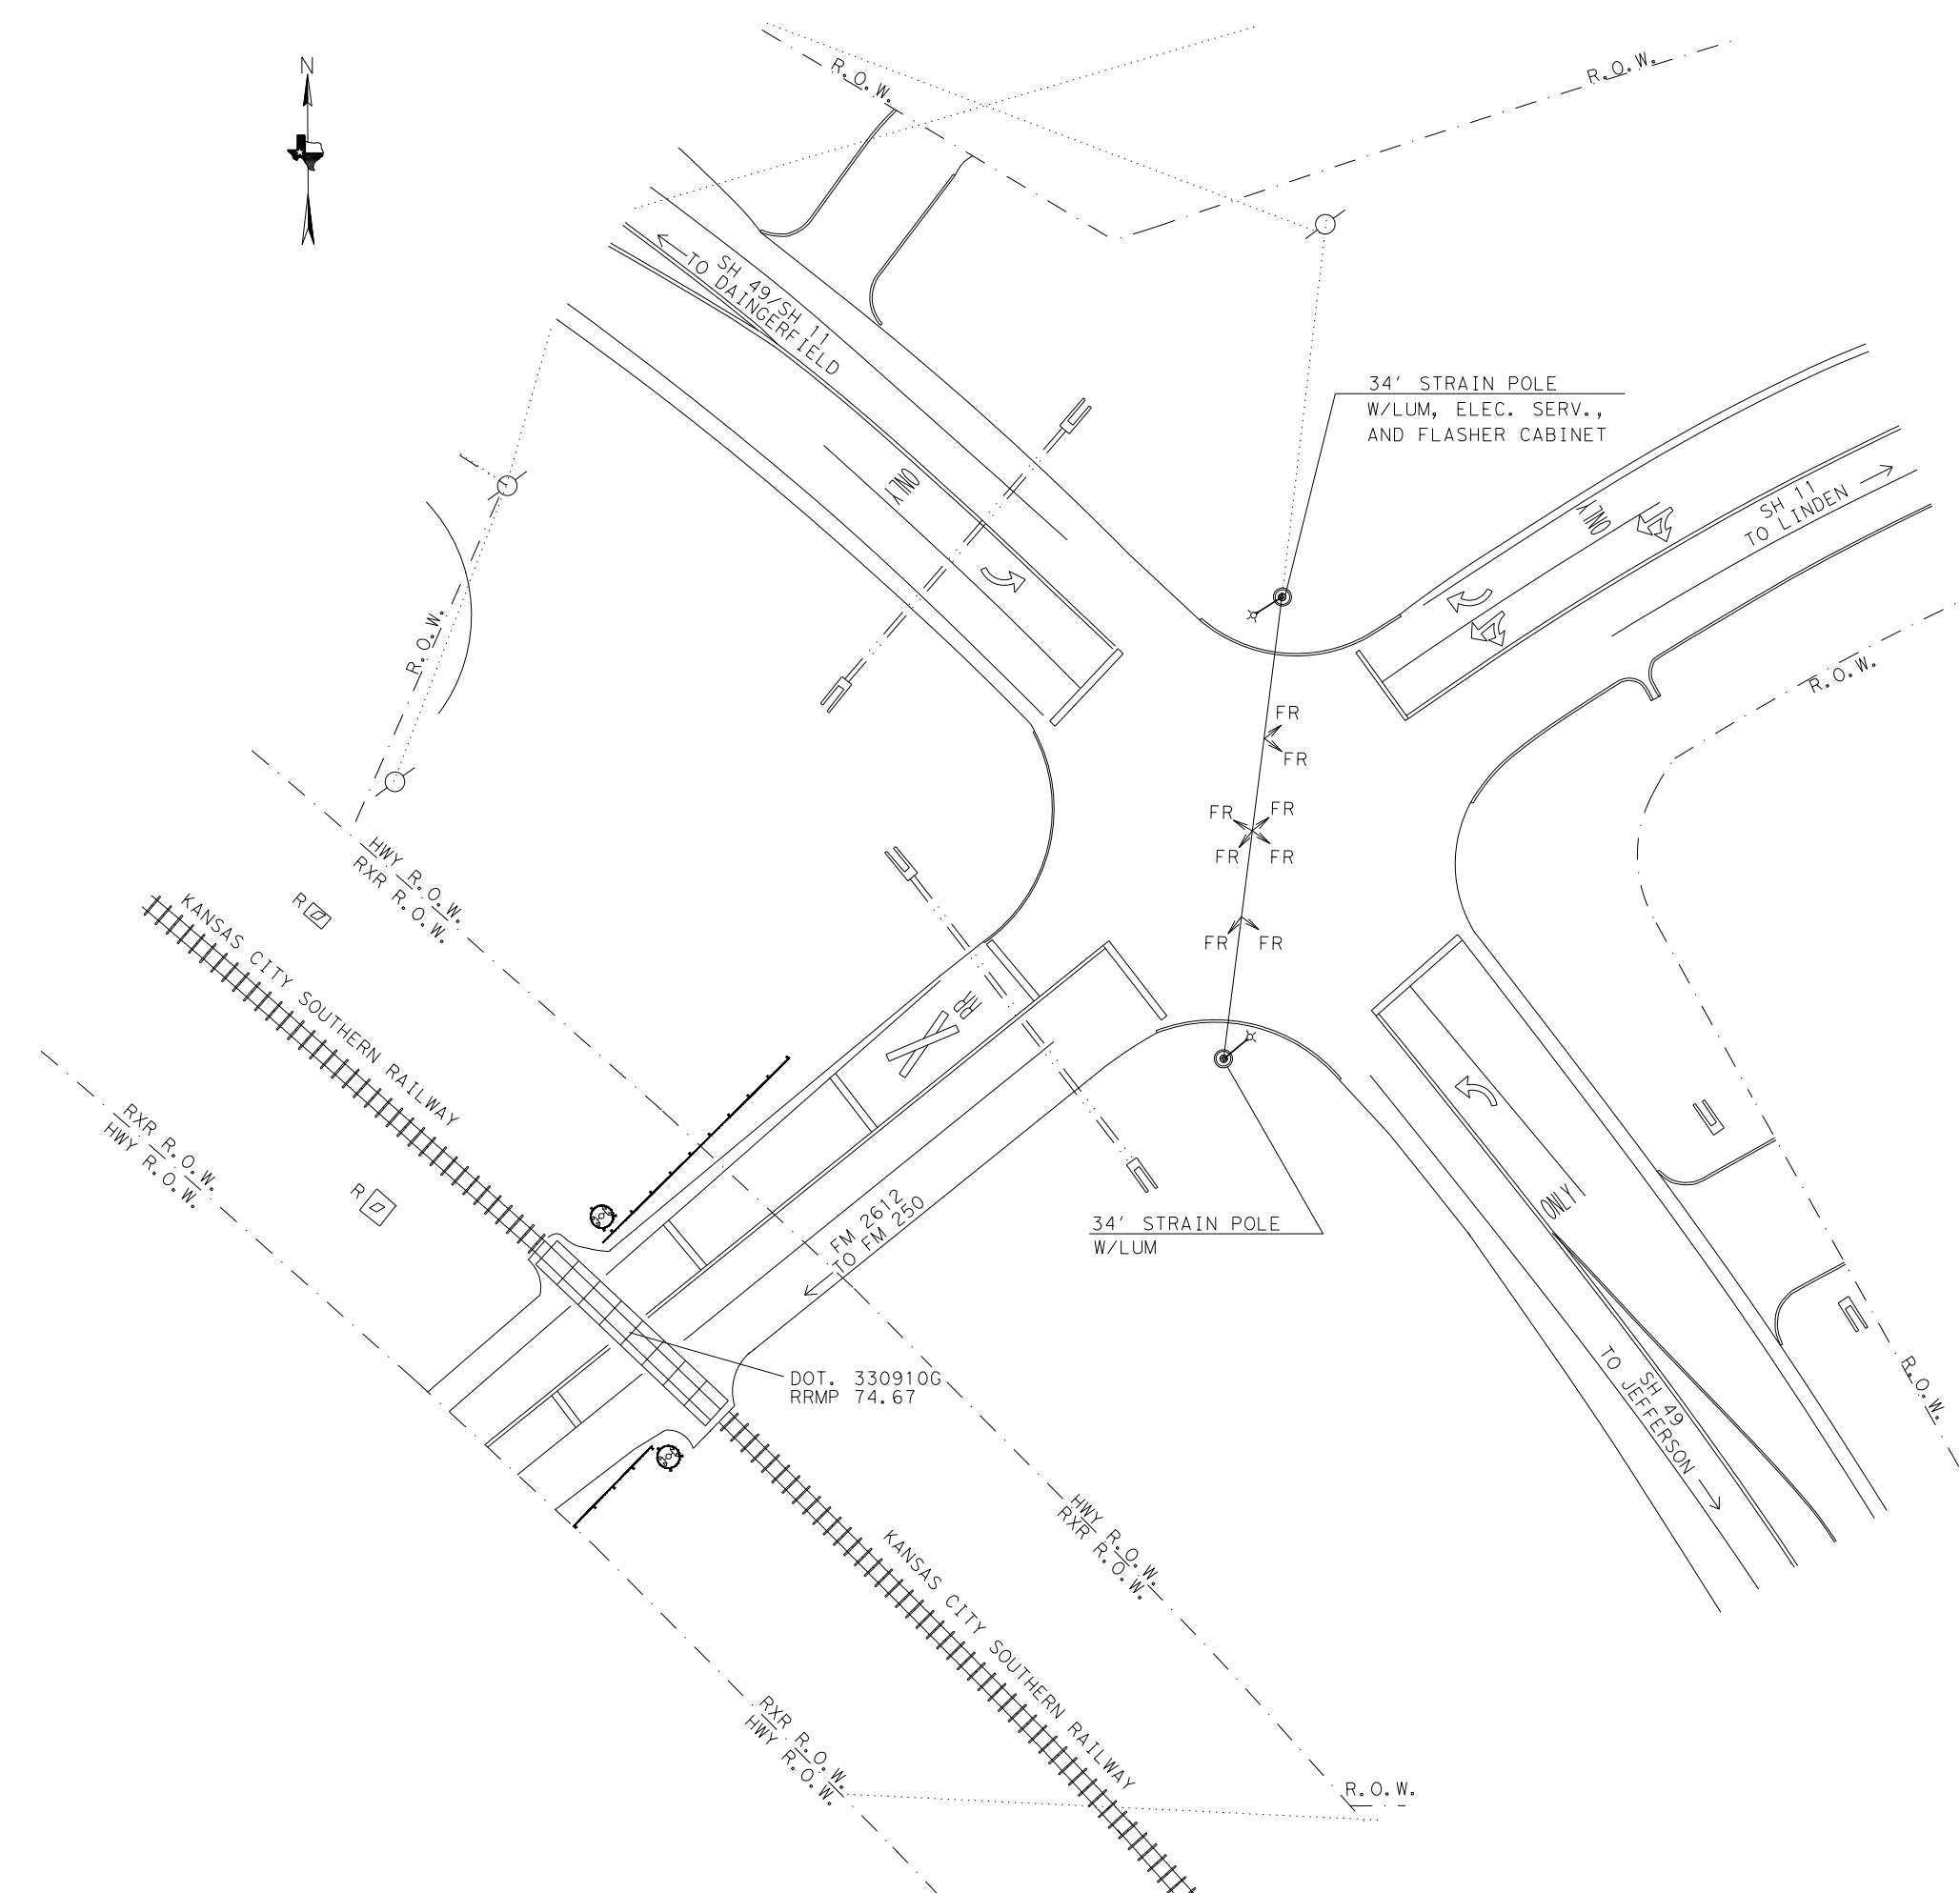 N
R.O.W.
R.O.W.
SH 49/SH 11
TO DAINGERFIELD
34' STRAIN POLE
W/LUM, ELEC. SERV.,
AND FLASHER CABINET
ONLY
ONLY
SH 11
TO LINDEN
R.O.W.
R.O.W.
FR
FR
FR
FR
FR
FR
FR
FR
HWY R.O.W.
RXR R.O.W.
R
KANSAS CITY SOUTHERN RAILWAY
RR
RXR R.O.W.
HWY R.O.W.
R
FM 2612
TO FM 250
34' STRAIN POLE
W/LUM
ONLY
DOT. 330910G
RRMP 74.67
SH 49
TO JEFFERSON
R.O.W.
HWY R.O.W.
RXR R.O.W.
KANSAS CITY SOUTHERN RAILWAY
RXR R.O.W.
HWY R.O.W.
R.O.W.